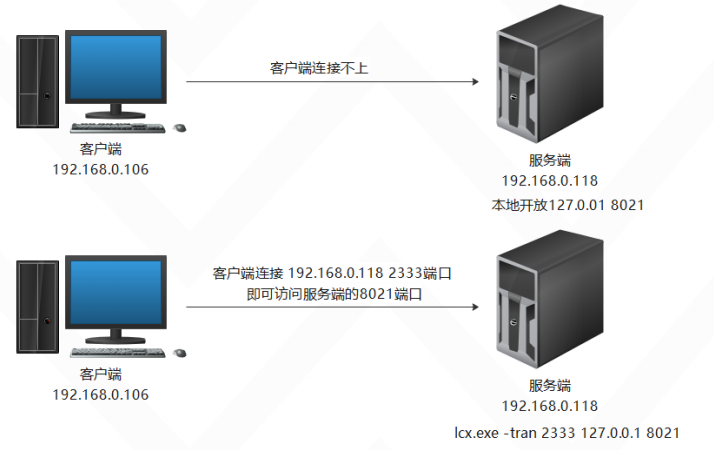 客户端连接不上
客户端
192.168.0.106
服务端
192.168.0.118
本地开放127.0.01 8021
客户端连接 192.168.0.118 2333端口
即可访问服务端的8021端口
客户端
192.168.0.106
服务端
192.168.0.118
lcx.exe -tran 2333 127.0.0.1 8021